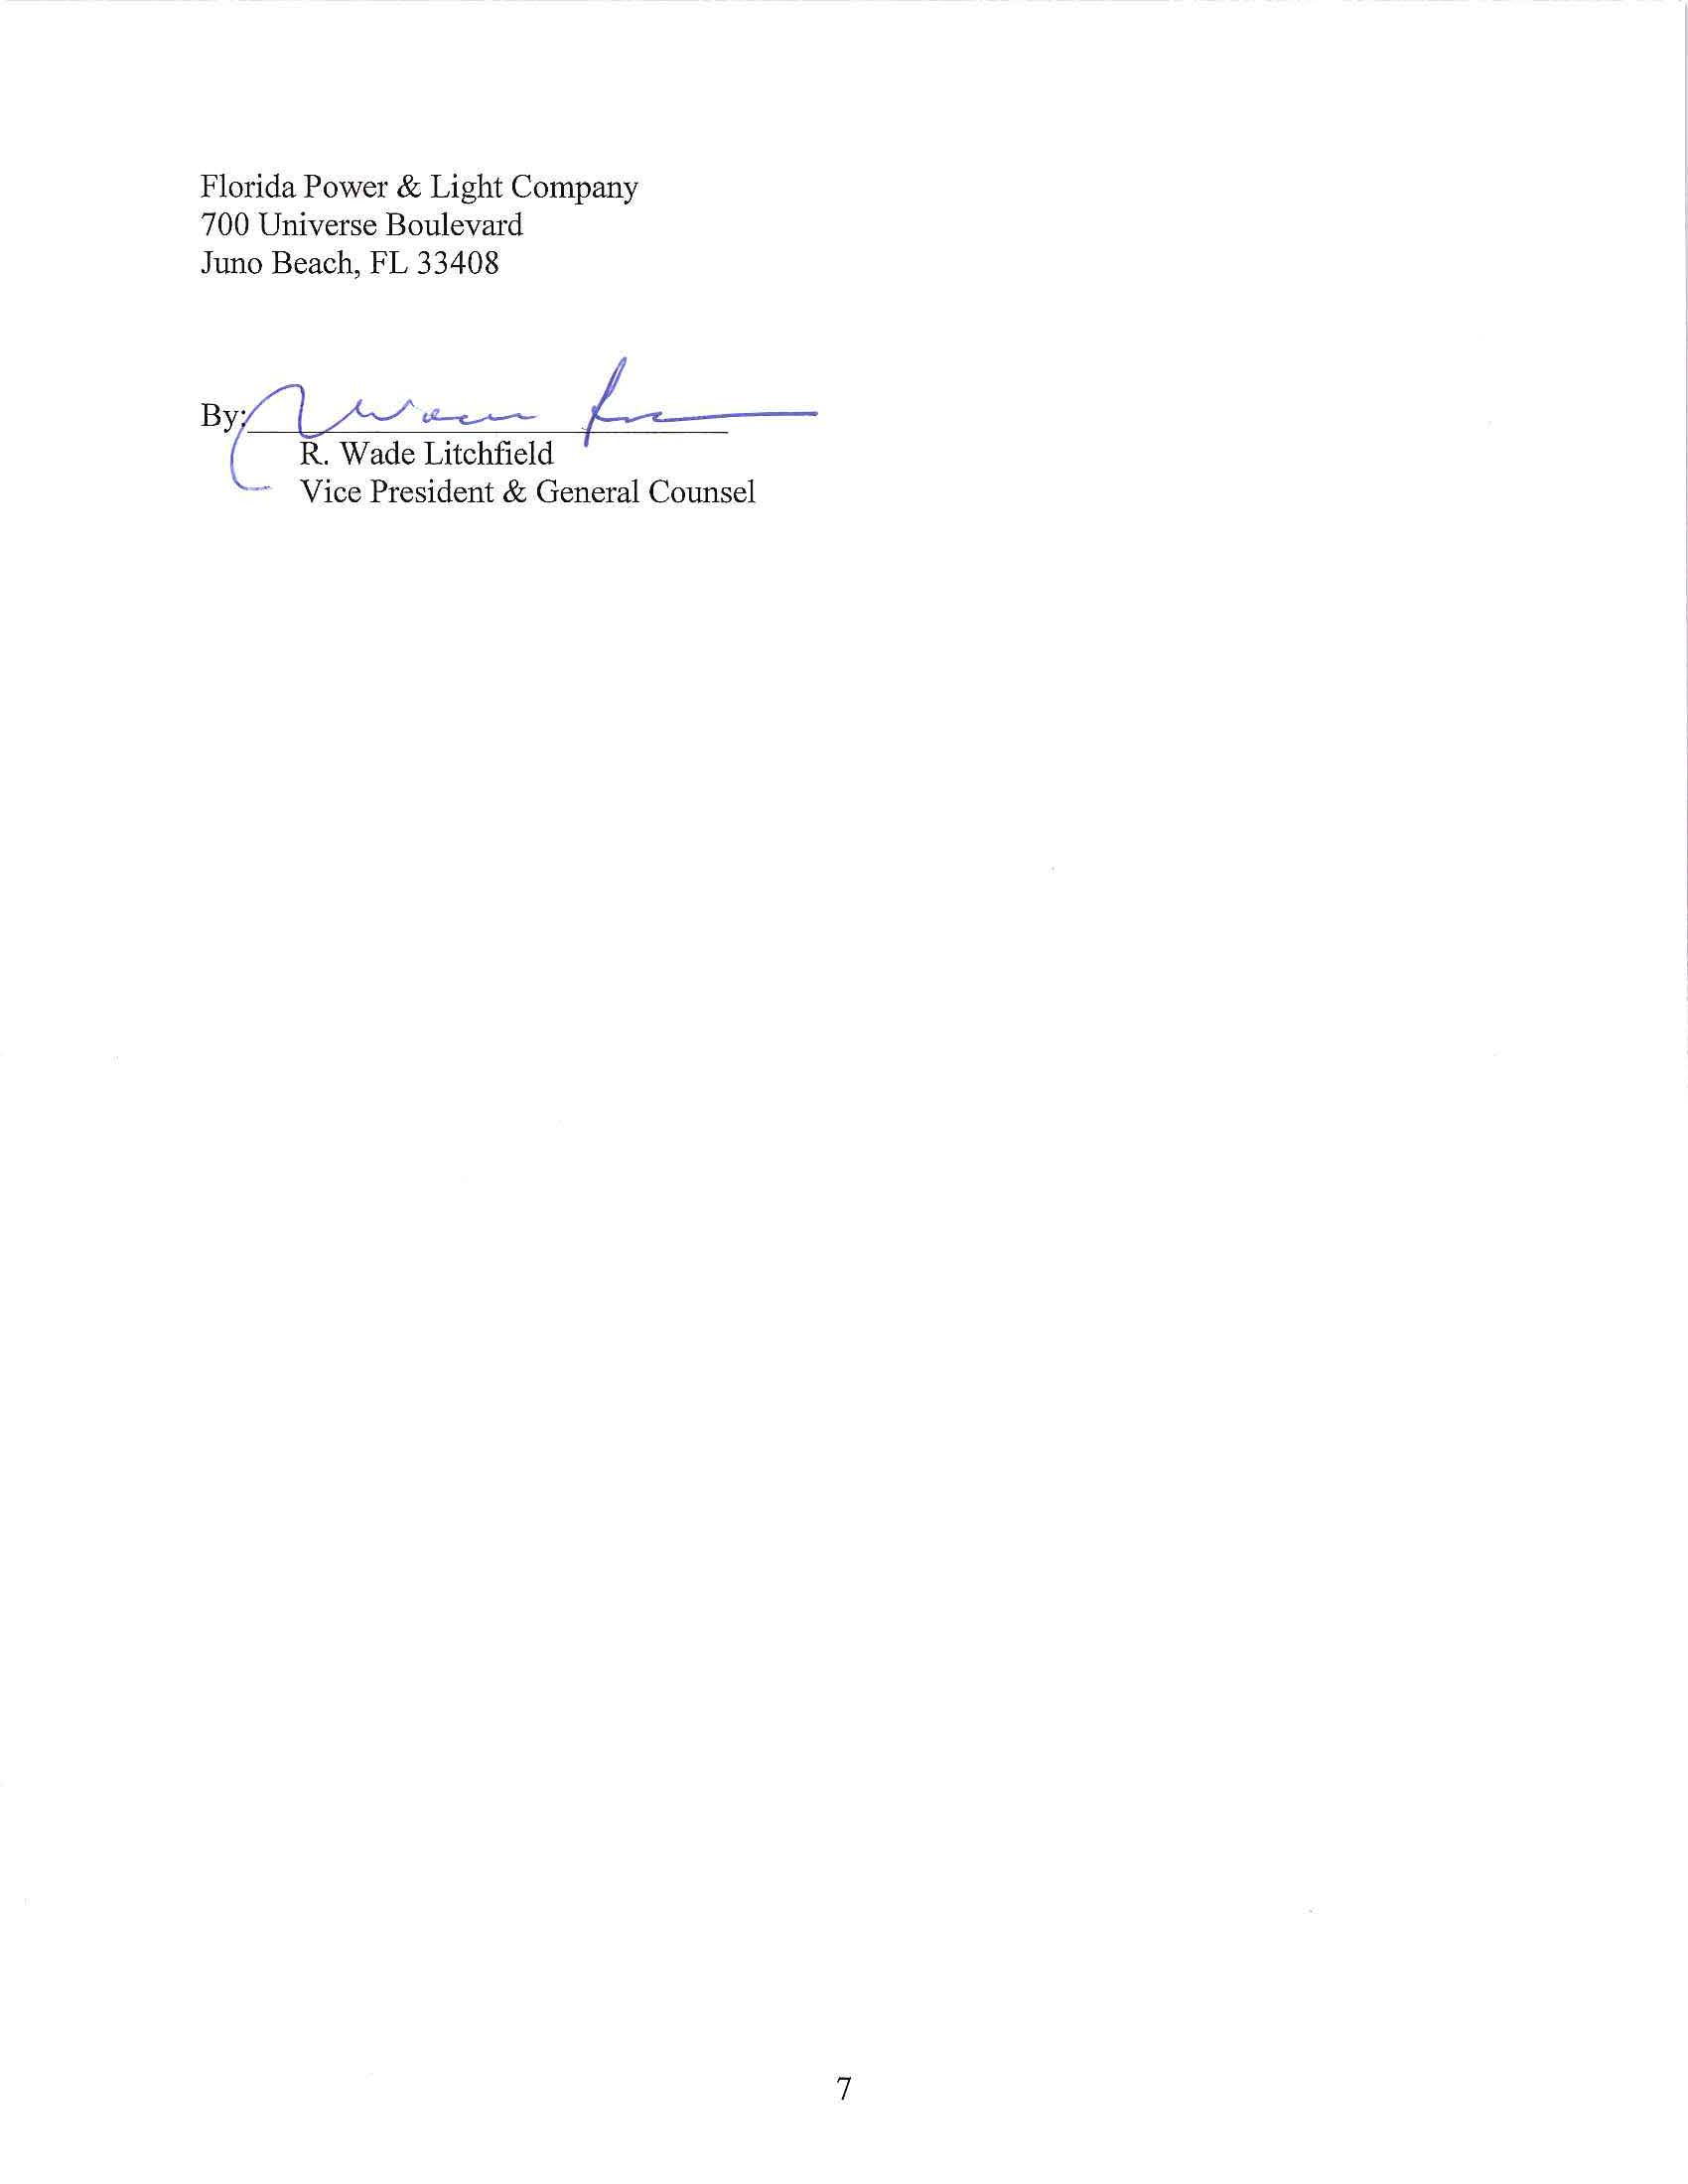 Florida Power & Light Company
700 Universe Boulevard
Juno Beach, FL 33408
By:
R. Wade Litchfield
Vice President & General Counsel
7